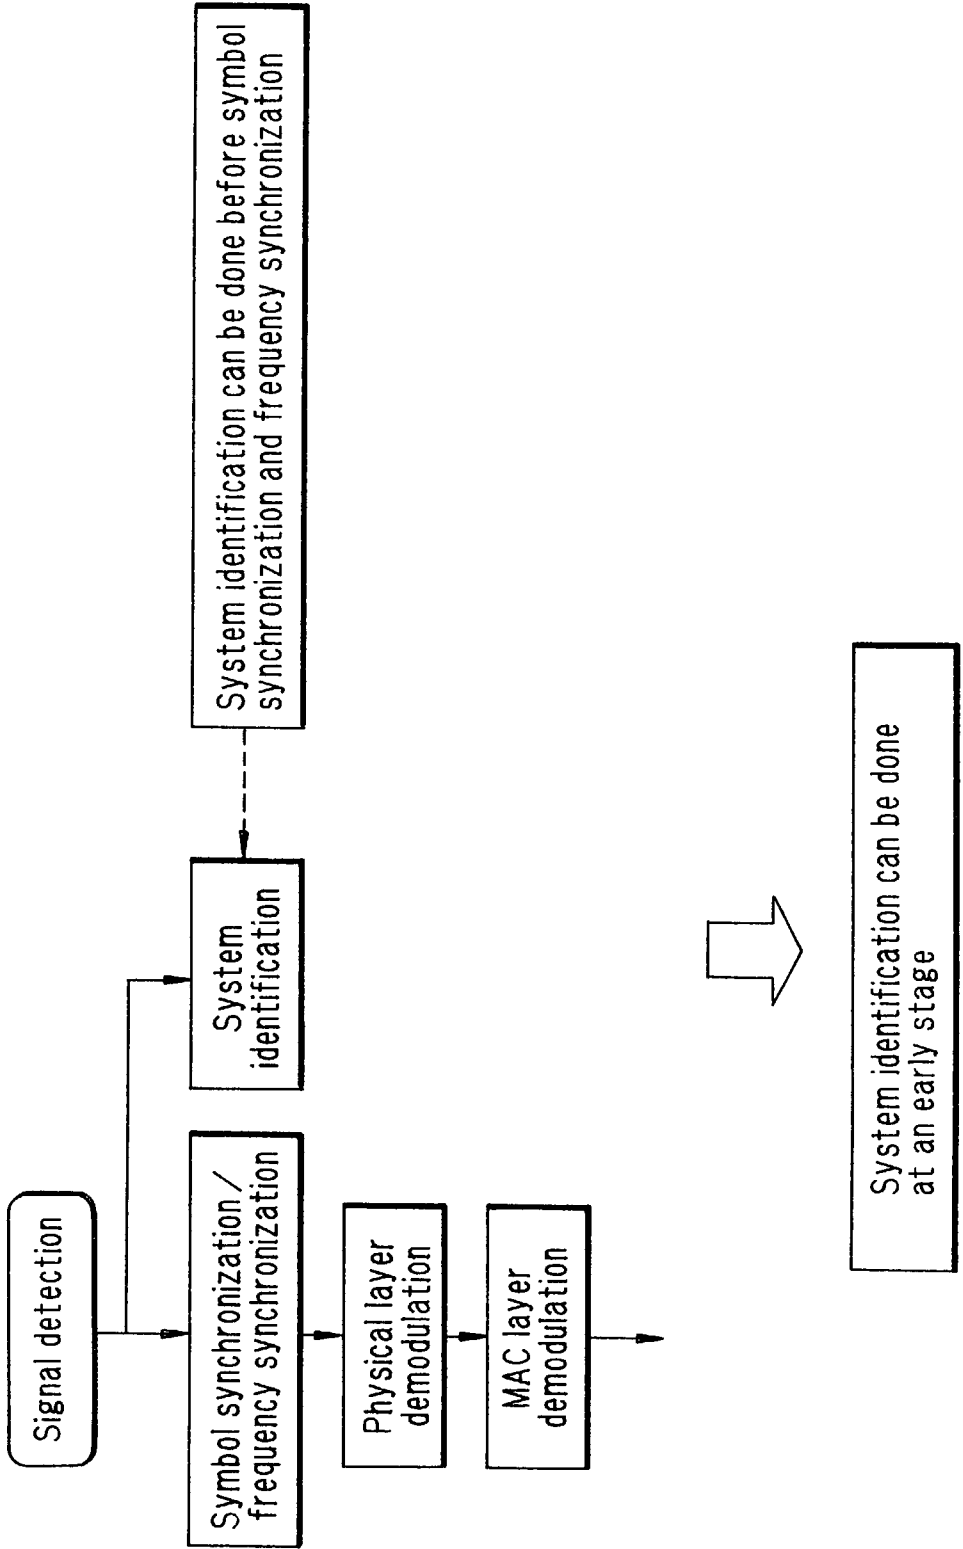 Signal detection
Symbol synchronization/
frequency synchronization
Physical layer
demodulation
MAC layer
demodulation
System
identification
System identification can be done before symbol
synchronization and frequency synchronization
System identification can be done
at an early stage